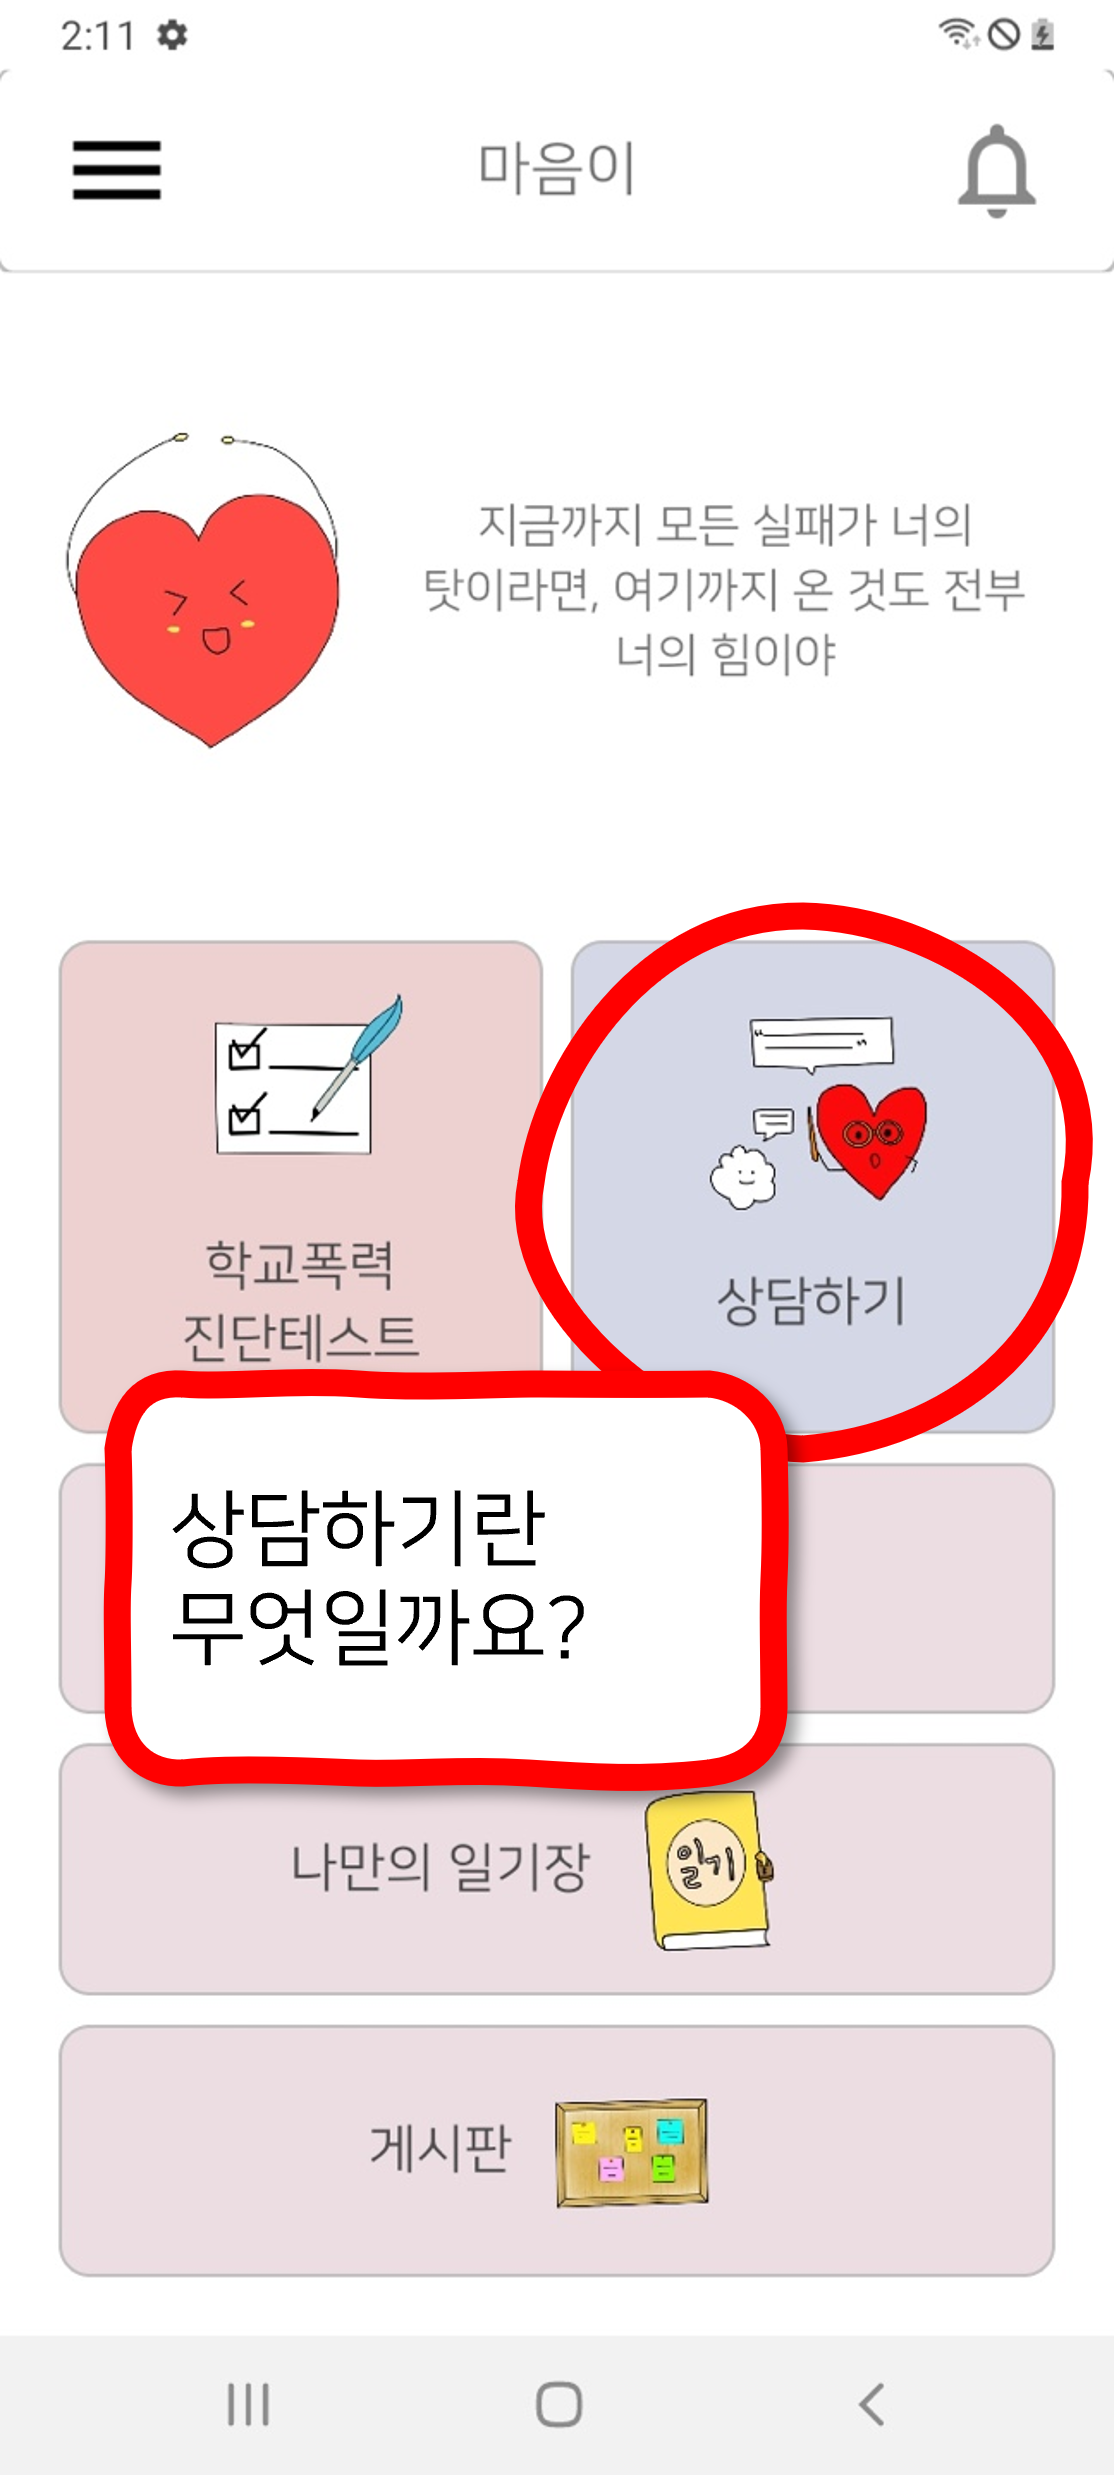 2:11
마음이
지금까지 모든 실패가 너의
탓이라면, 여기까지 온 것도 전부
너의 힘이야
학교폭력
진단테스트
상담하기
상담하기란
무엇일까요?
나만의 일기장
일기
게시판